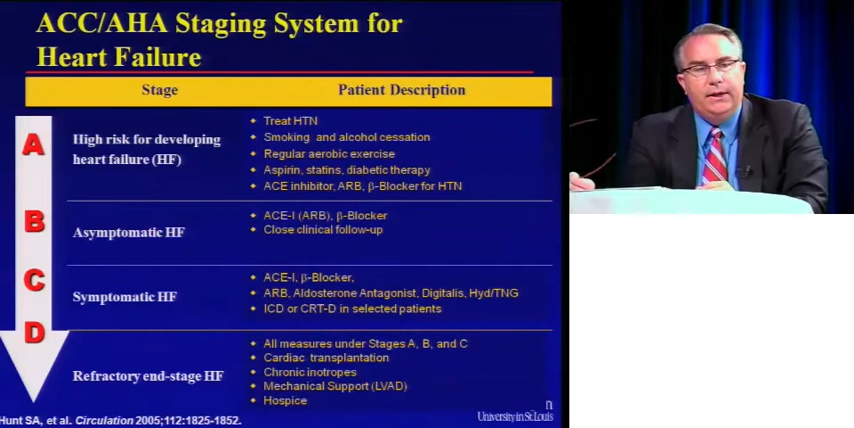 ACC/AHA Staging System for
Heart Failure
Stage Patient Description
A
High risk for developing
heart failure (HF)
Treat HTN
Smoking and alcohol cessation
Regular aerobic exercise
Aspirin, statins, diabetic therapy
ACE inhibitor, ARB, β-Blocker for HTN
B
Asymptomatic HF
ACE-I (ARB), β-Blocker
Close clinical follow-up
C
Symptomatic HF
ACE-I, β-Blocker,
ARB, Aldosterone Antagonist, Digitalis, Hyd/TNG
ICD or CRT-D in selected patients
D
Refractory end-stage HF
All measures under Stages A, B, and C
Cardiac transplantation
Chronic inotropes
Mechanical Support (LVAD)
Hospice
n
University in St. Louis
Hunt SA, et al. Circulation 2005;112:1825-1852.